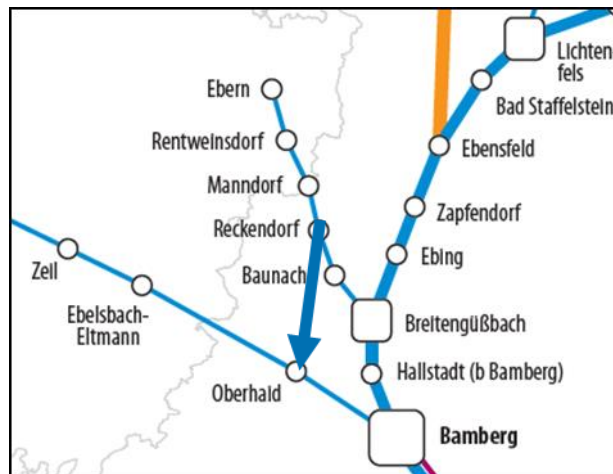 Lichten
fels
Ebern
Bad Staffelstein
Rentweinsdorf
Ebensfeld
Manndorf
Zapfendorf
Reckendorf
Ebing
Zeil
Baunach
Ebelsbach-
Eltmann
Breitengüßbach
Oberhaid
Hallstadt (b Bamberg)
Bamberg